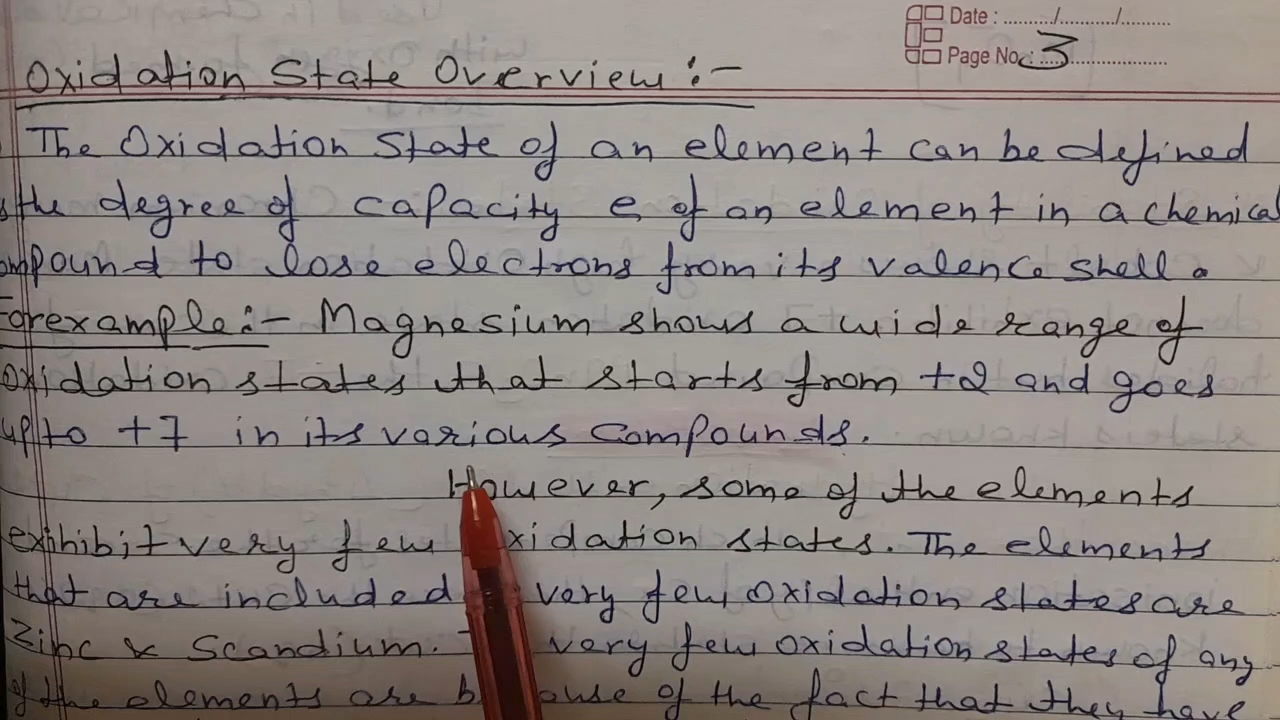 Date : ........../.........../..........
Page No. : 3
Oxidation State Overview :-
The Oxidation State of an element can be defined
s the degree of capacity e of an element in a chemical
ompound to lose electrons from its valence shell.
For example :- Magnesium shows a wide range of
oxidation states that starts from +2 and goes
up to +7 in its various compounds.
However, some of the elements
exihibit very few xidation states. The elements
that are included very few oxidation states are
Zinc & Scandium. very few oxidation states of any
of the elements are because of the fact that they have